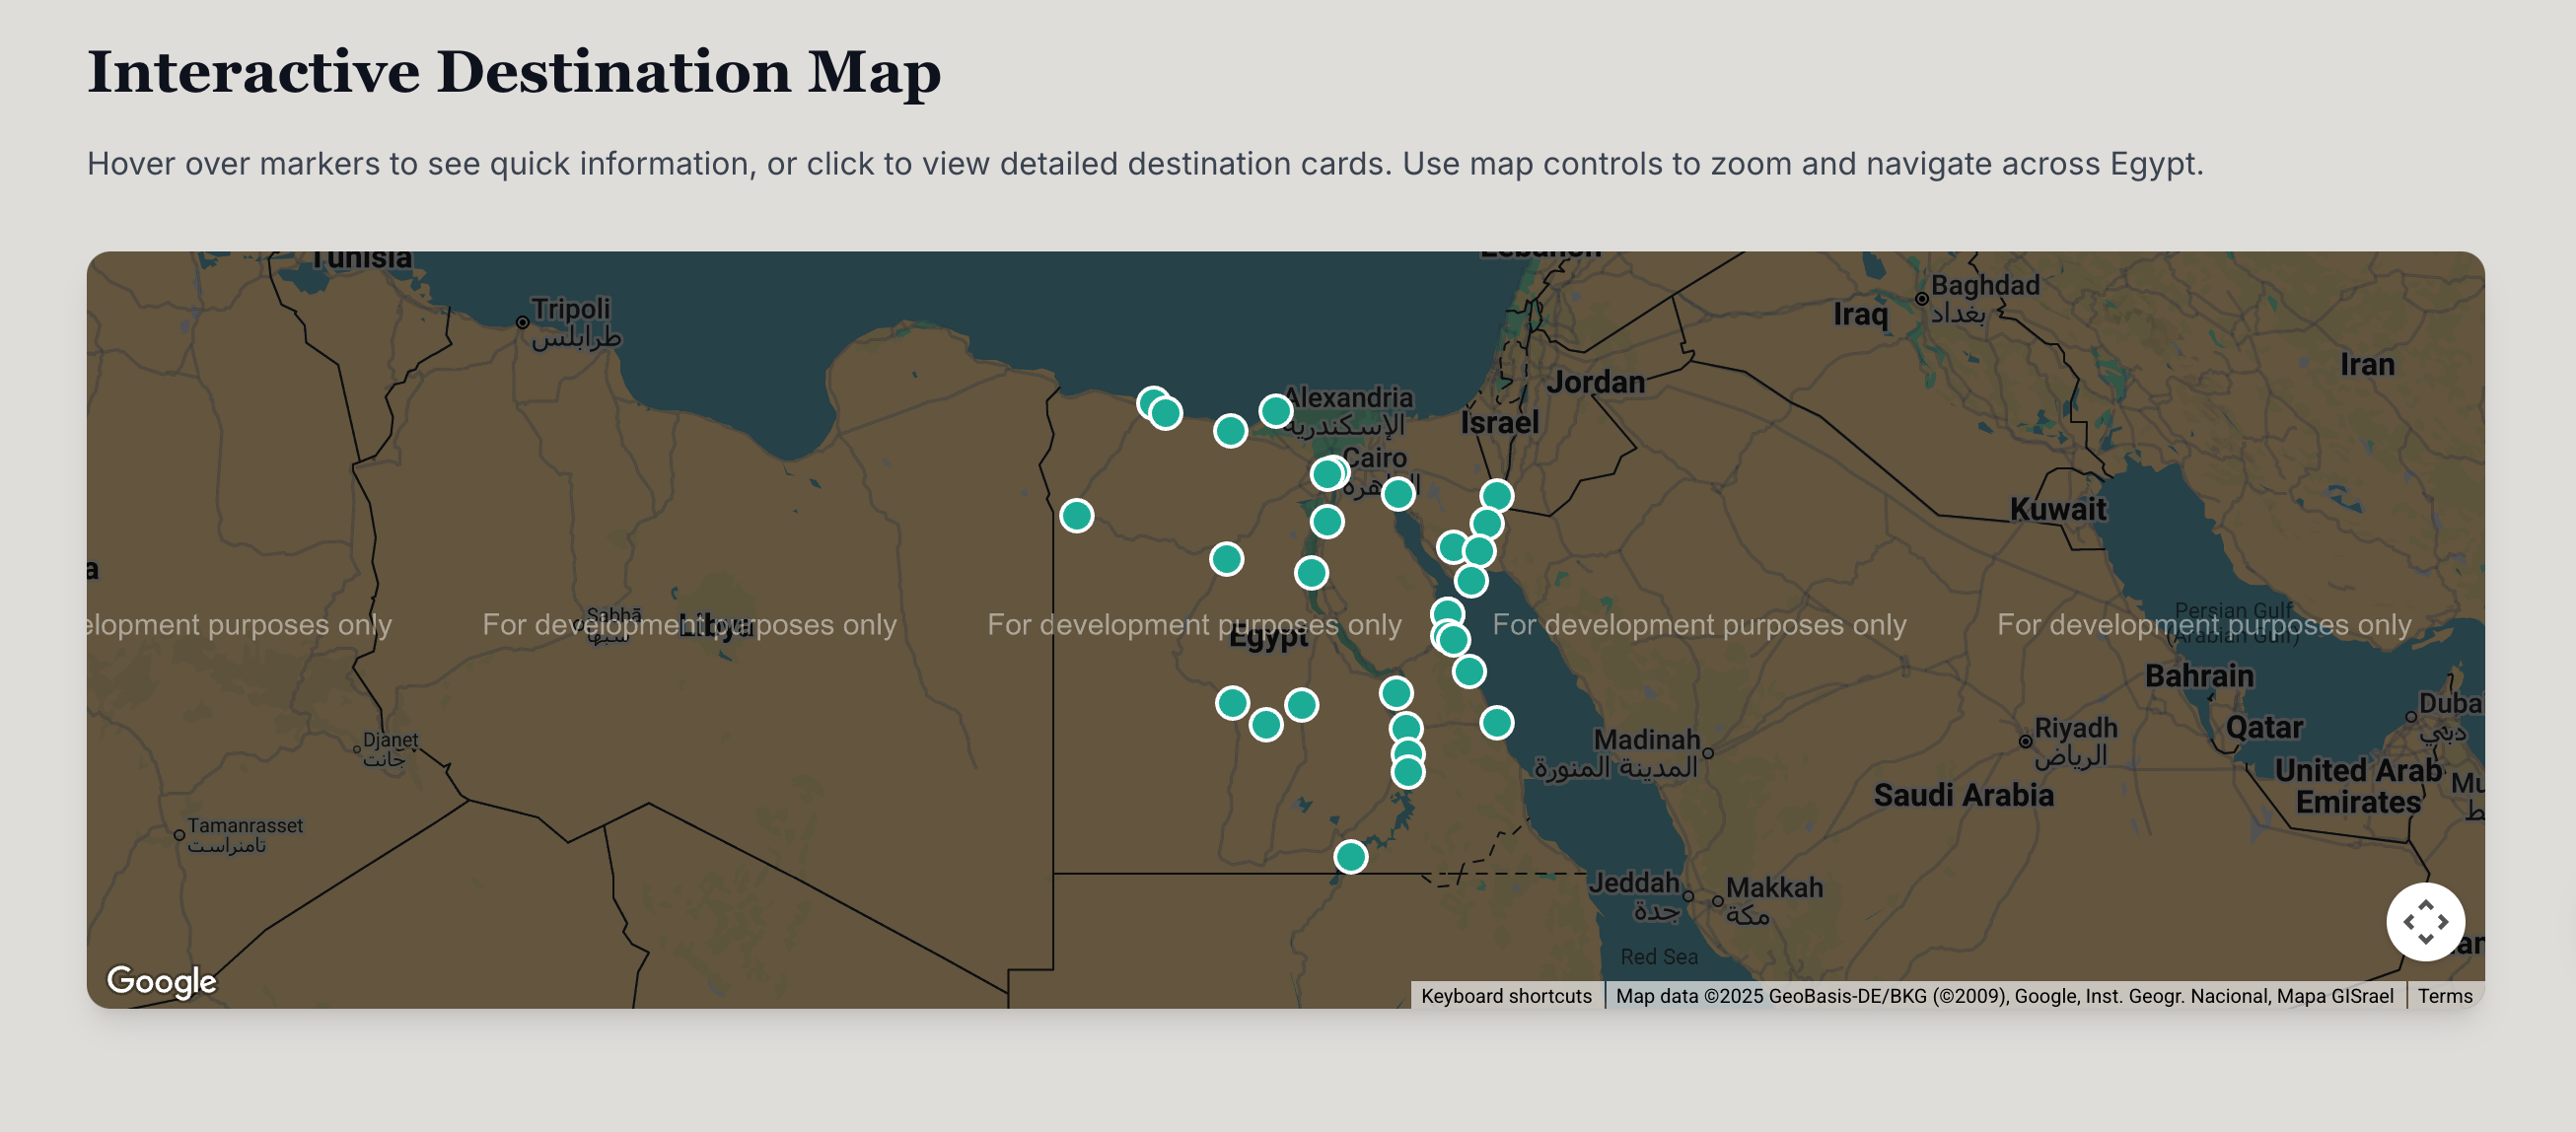 Interactive Destination Map
Hover over markers to see quick information, or click to view detailed destination cards. Use map controls to zoom and navigate across Egypt.
Tunisia
Lebanon
Tripoli
طرابلس
Baghdad
بغداد
Iraq
Iran
Jordan
Alexandria
الإسكندرية
Israel
Cairo
Kuwait
a
elopment purposes only
For development purposes only
For development purposes only
For development purposes only
For development purposes only
Sabhā
سبها
Libya
Egypt
Persian Gulf
(Arabian Gulf)
Bahrain
Duba
دبي
Qatar
Riyadh
الرياض
Madinah
المدينة المنورة
Djanet
جانت
United Arab
Emirates
Mu
Saudi Arabia
Tamanrasset
تامنراست
Jeddah
جدة
Makkah
مكة
Red Sea
Google
Keyboard shortcuts
Map data ©2025 GeoBasis-DE/BKG (©2009), Google, Inst. Geogr. Nacional, Mapa GISrael
Terms